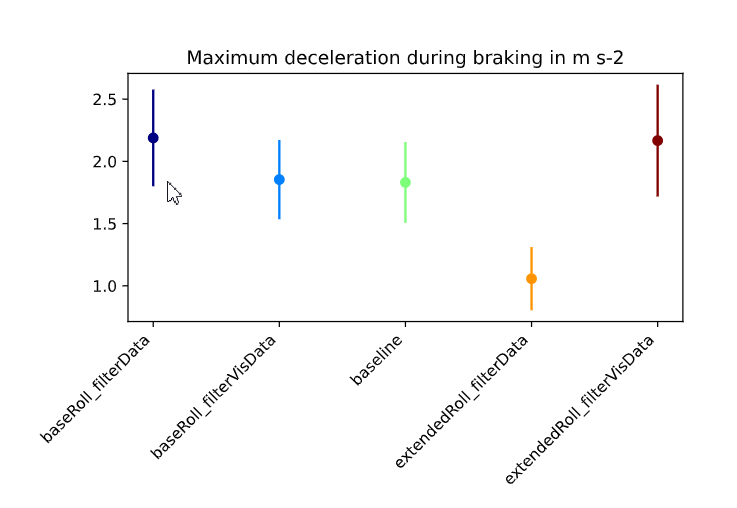 Maximum deceleration during braking in m s-2
2.5
2.0
1.5
1.0
baseRoll_filterData
baseRoll_filterVisData
baseline
extendedRoll_filterData
extendedRoll_filterVisData